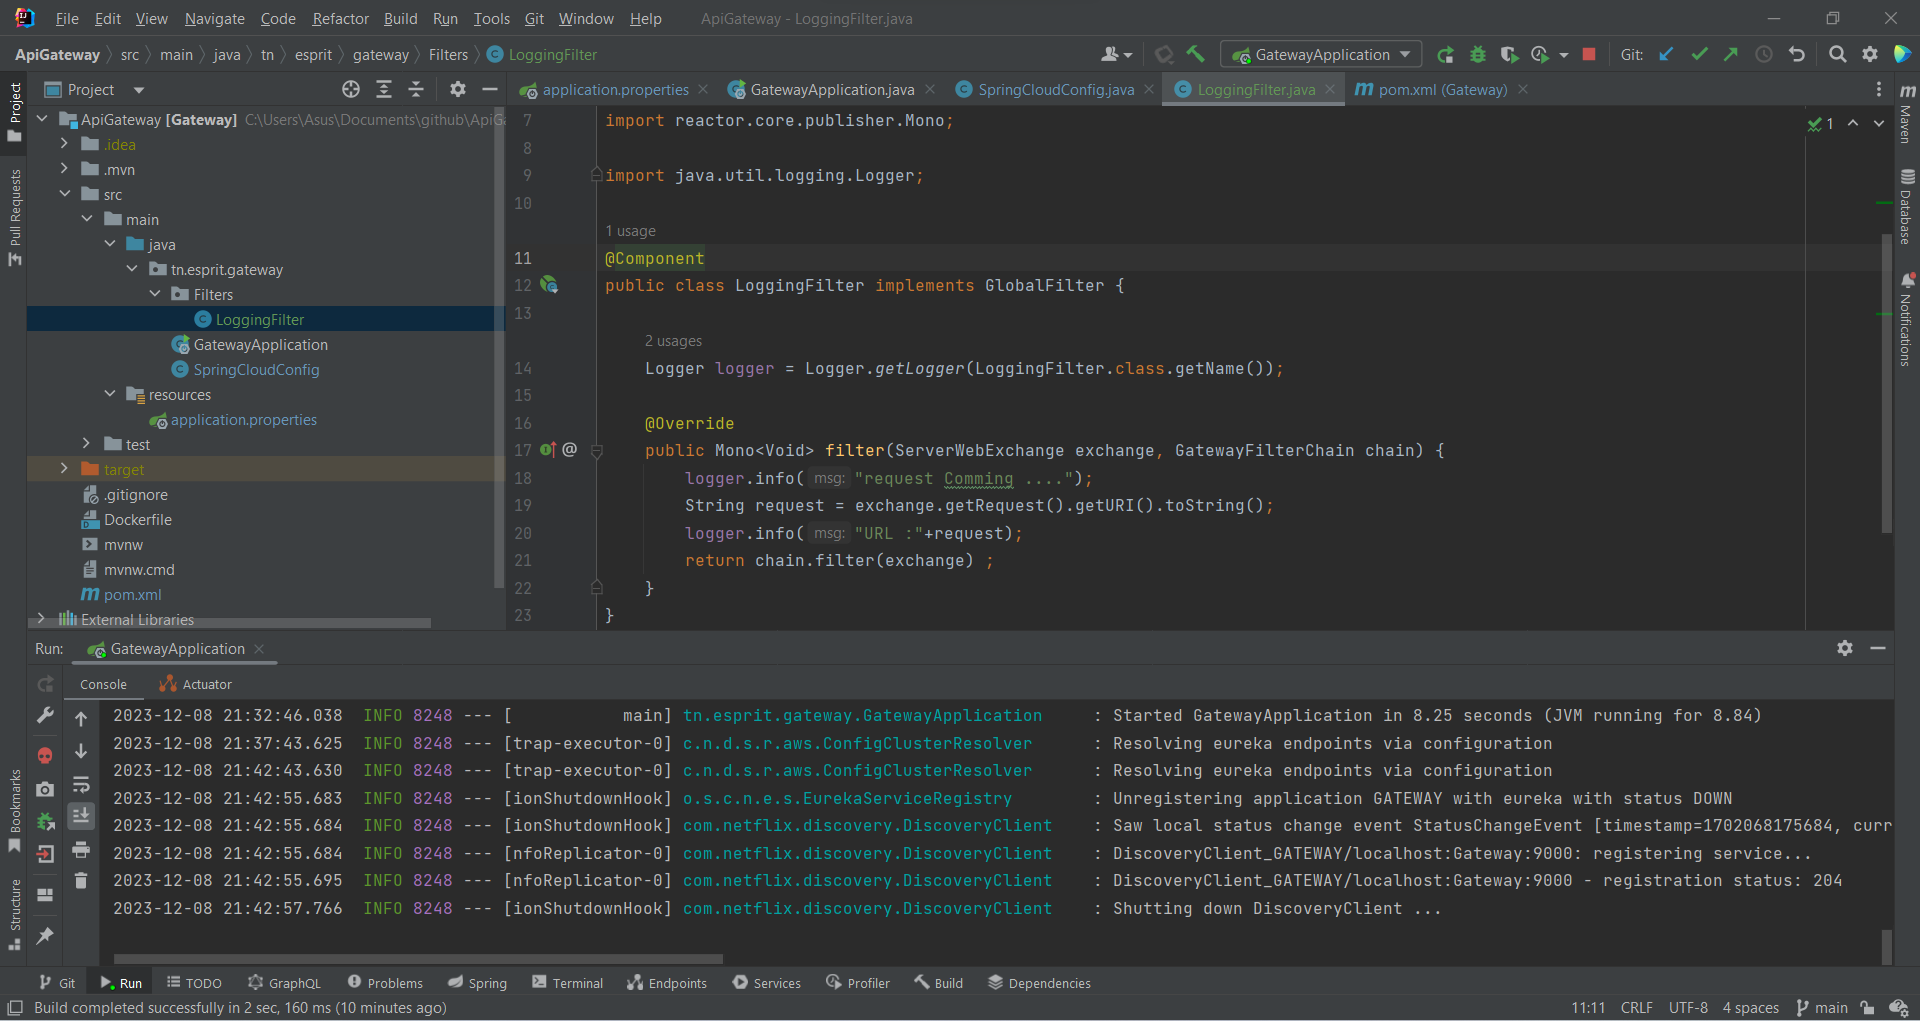 File Edit View Navigate Code Refactor Build Run Tools Git Window Help ApiGateway - LoggingFilter.java
ApiGateway src main java tn esprit gateway Filters LoggingFilter GatewayApplication Git:
Project
application.properties GatewayApplication.java SpringCloudConfig.java LoggingFilter.java pom.xml (Gateway)
Project
Pull Requests
Bookmarks
Structure
ApiGateway [Gateway] C:\Users\Asus\Documents\github\ApiG
.idea
.mvn
src
main
java
tn.esprit.gateway
Filters
LoggingFilter
GatewayApplication
SpringCloudConfig
resources
application.properties
test
target
.gitignore
Dockerfile
mvnw
mvnw.cmd
pom.xml
External Libraries
7 import reactor.core.publisher.Mono;
8
9 import java.util.logging.Logger;
10
1 usage
11 @Component
12 public class LoggingFilter implements GlobalFilter {
13
2 usages
14 Logger logger = Logger.getLogger(LoggingFilter.class.getName());
15
16 @Override
17 public Mono<Void> filter(ServerWebExchange exchange, GatewayFilterChain chain) {
18 logger.info( msg: "request Comming ....");
19 String request = exchange.getRequest().getURI().toString();
20 logger.info( msg: "URL :"+request);
21 return chain.filter(exchange) ;
22 }
23 }
1
Maven
Database
Notifications
Run: GatewayApplication
Console Actuator
2023-12-08 21:32:46.038 INFO 8248 --- [ main] tn.esprit.gateway.GatewayApplication : Started GatewayApplication in 8.25 seconds (JVM running for 8.84)
2023-12-08 21:37:43.625 INFO 8248 --- [trap-executor-0] c.n.d.s.r.aws.ConfigClusterResolver : Resolving eureka endpoints via configuration
2023-12-08 21:42:43.630 INFO 8248 --- [trap-executor-0] c.n.d.s.r.aws.ConfigClusterResolver : Resolving eureka endpoints via configuration
2023-12-08 21:42:55.683 INFO 8248 --- [ionShutdownHook] o.s.c.n.e.s.EurekaServiceRegistry : Unregistering application GATEWAY with eureka with status DOWN
2023-12-08 21:42:55.684 INFO 8248 --- [ionShutdownHook] com.netflix.discovery.DiscoveryClient : Saw local status change event StatusChangeEvent [timestamp=1702068175684, curr
2023-12-08 21:42:55.684 INFO 8248 --- [nfoReplicator-0] com.netflix.discovery.DiscoveryClient : DiscoveryClient_GATEWAY/localhost:Gateway:9000: registering service...
2023-12-08 21:42:55.695 INFO 8248 --- [nfoReplicator-0] com.netflix.discovery.DiscoveryClient : DiscoveryClient_GATEWAY/localhost:Gateway:9000 - registration status: 204
2023-12-08 21:42:57.766 INFO 8248 --- [ionShutdownHook] com.netflix.discovery.DiscoveryClient : Shutting down DiscoveryClient ...
Git Run TODO GraphQL Problems Spring Terminal Endpoints Services Profiler Build Dependencies
Build completed successfully in 2 sec, 160 ms (10 minutes ago) 11:11 CRLF UTF-8 4 spaces main